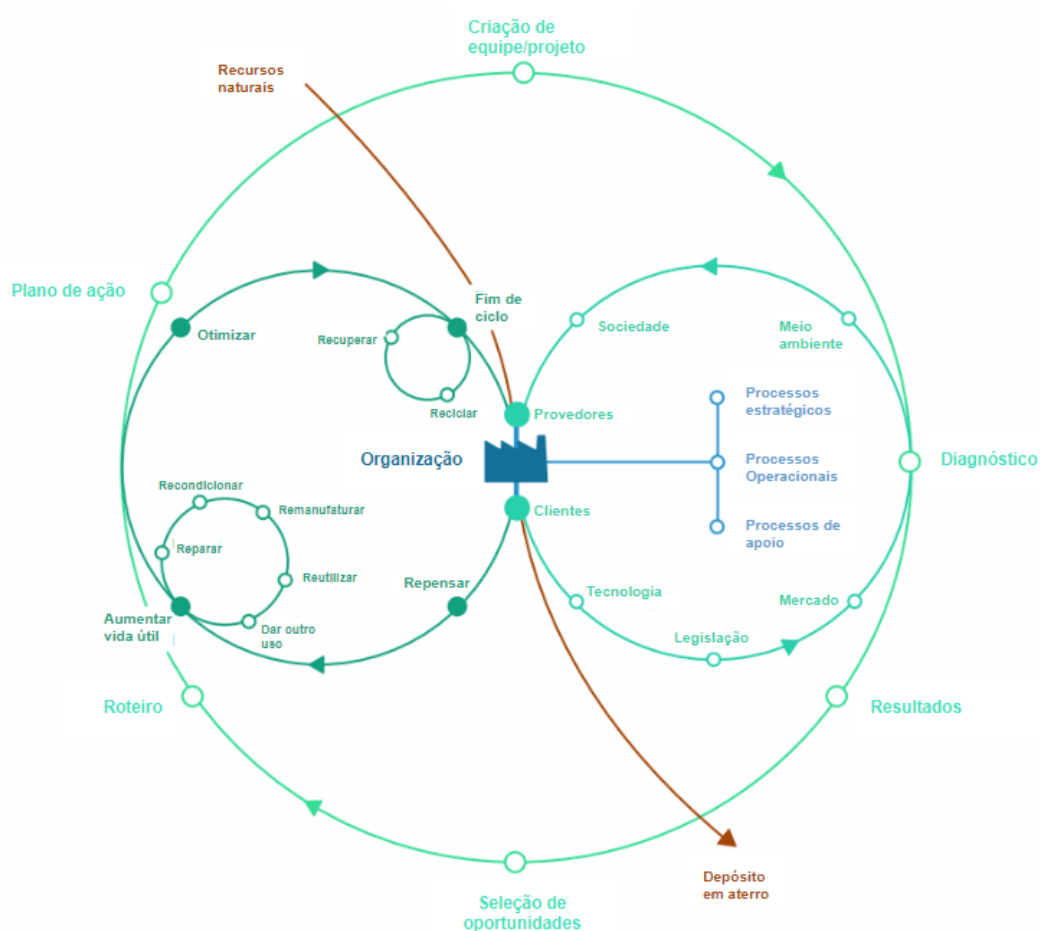 Criação de
equipe/projeto
Recursos
naturais
Plano de ação
Otimizar
Fim de
ciclo
Recuperar
Reciclar
Sociedade
Meio
ambiente
Provedores
Processos
estratégicos
Organização
Processos
Operacionais
Diagnóstico
Clientes
Processos de
apoio
Recondicionar
Remanufaturar
Reparar
Reutilizar
Repensar
Tecnologia
Mercado
Aumentar
vida útil
Dar outro
uso
Legislação
Roteiro
Resultados
Depósito
em aterro
Seleção de
oportunidades